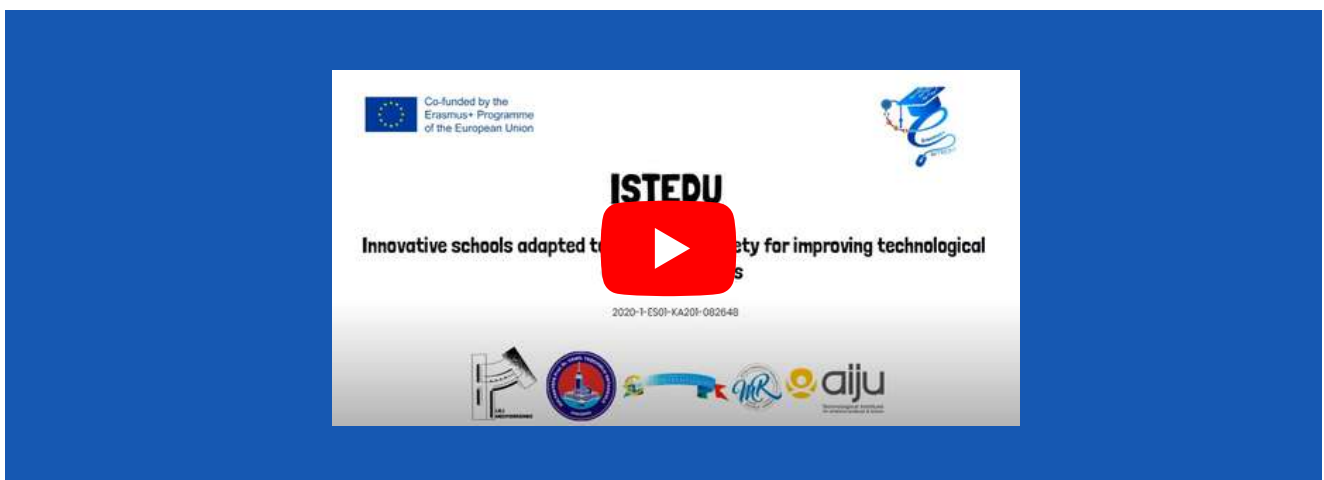 Co-funded by the
Erasmus+ Programme
of the European Union
ISTEDU
Innovative schools adapted t ety for improving technological
s
2020-1-ES01-KA201-082648
MR
aiju